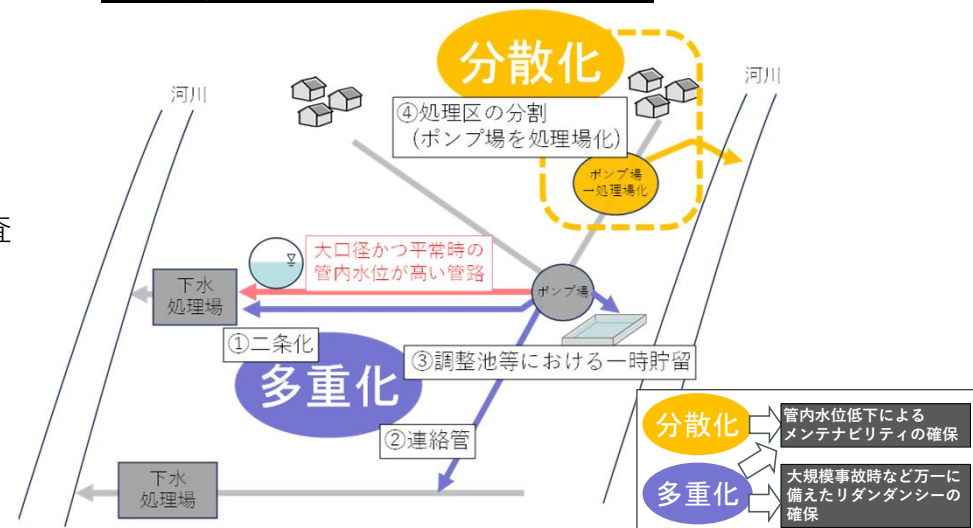 分散化
河川
④処理区の分割
(ポンプ場を処理場化)
河川
ポンプ場
→処理場化
査
大口径かつ平常時の
管内水位が高い管路
下水
処理場
ポンプ場
①二条化
多重化
③調整池等における一時貯留
②連絡管
下水
処理場
分散化
管内水位低下による
メンテナビリティの確保
多重化
大規模事故時など万一に
備えたリダンダンシーの
確保